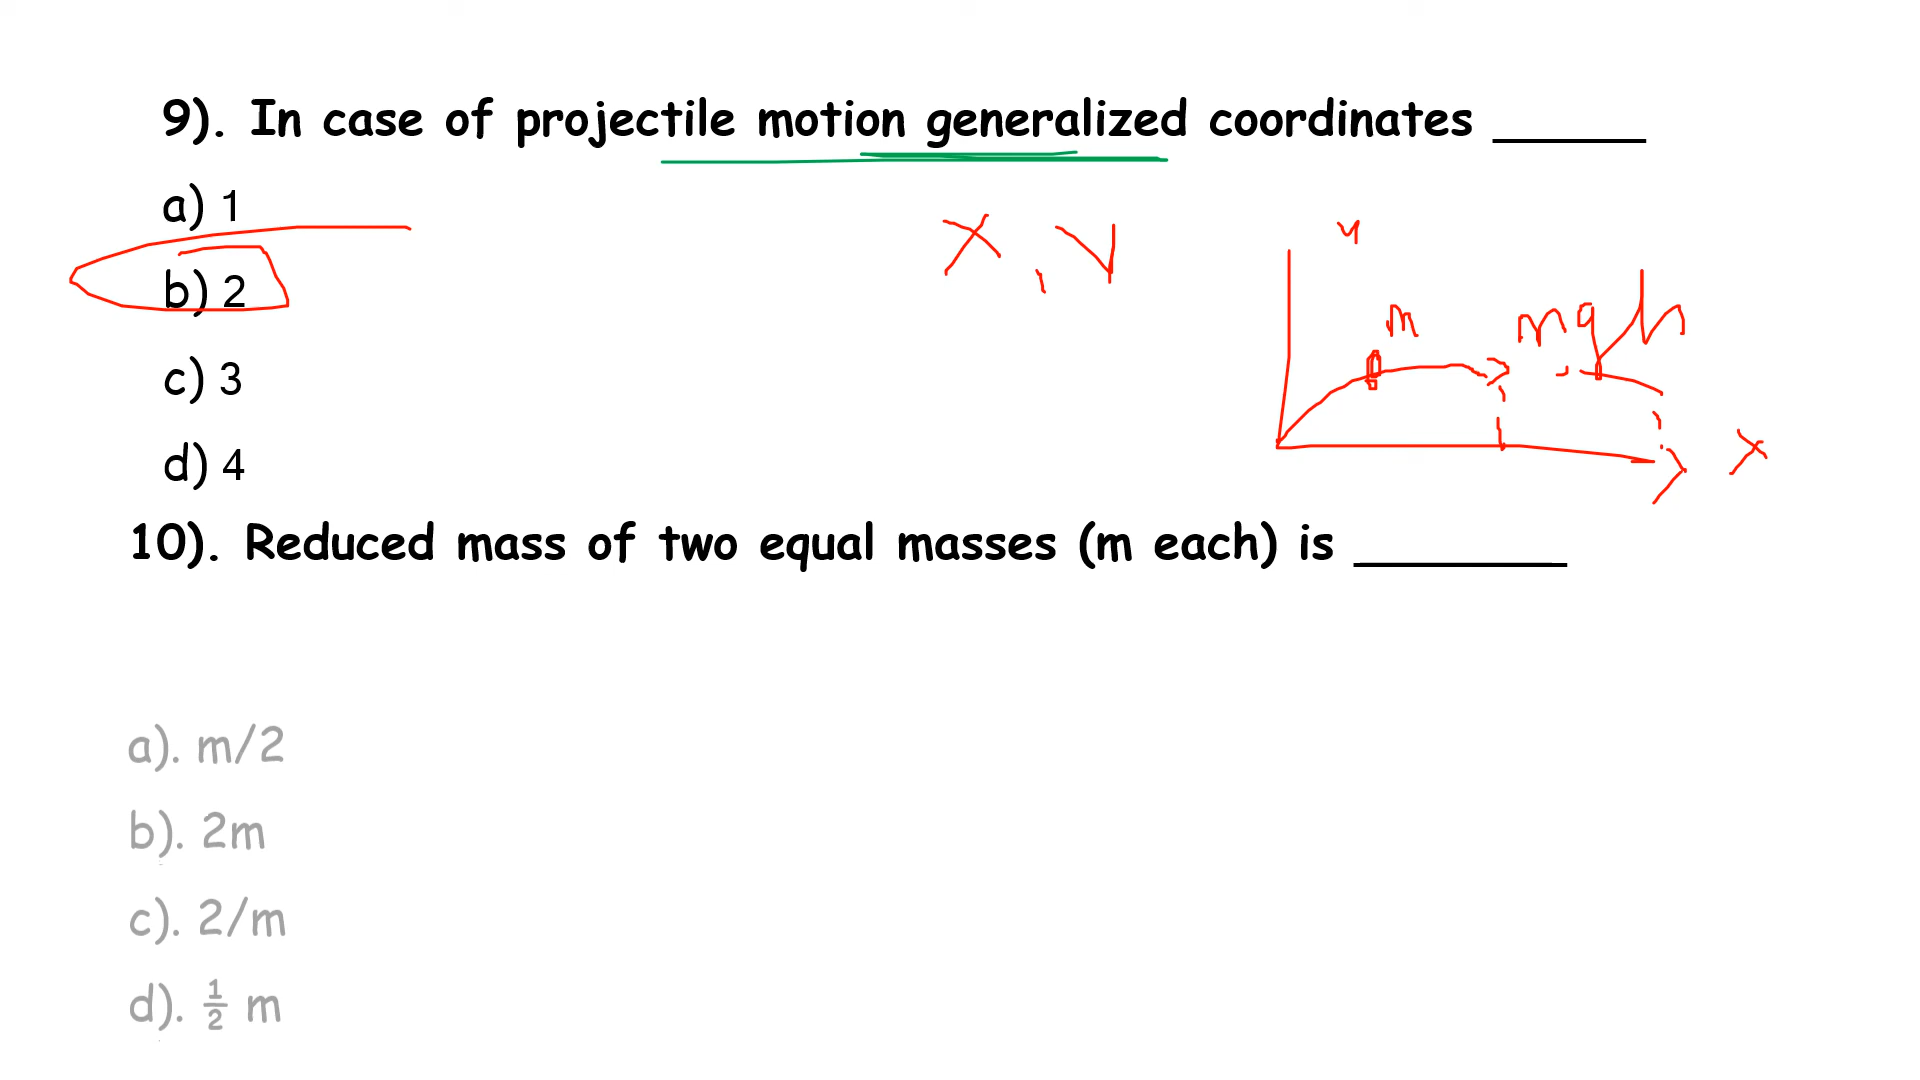 9). In case of projectile motion generalized coordinates ______
a) 1
b) 2
c) 3
d) 4
x, y
y
m
mgh
x
10). Reduced mass of two equal masses (m each) is ________
a). m/2
b). 2m
c). 2/m
d). ½ m